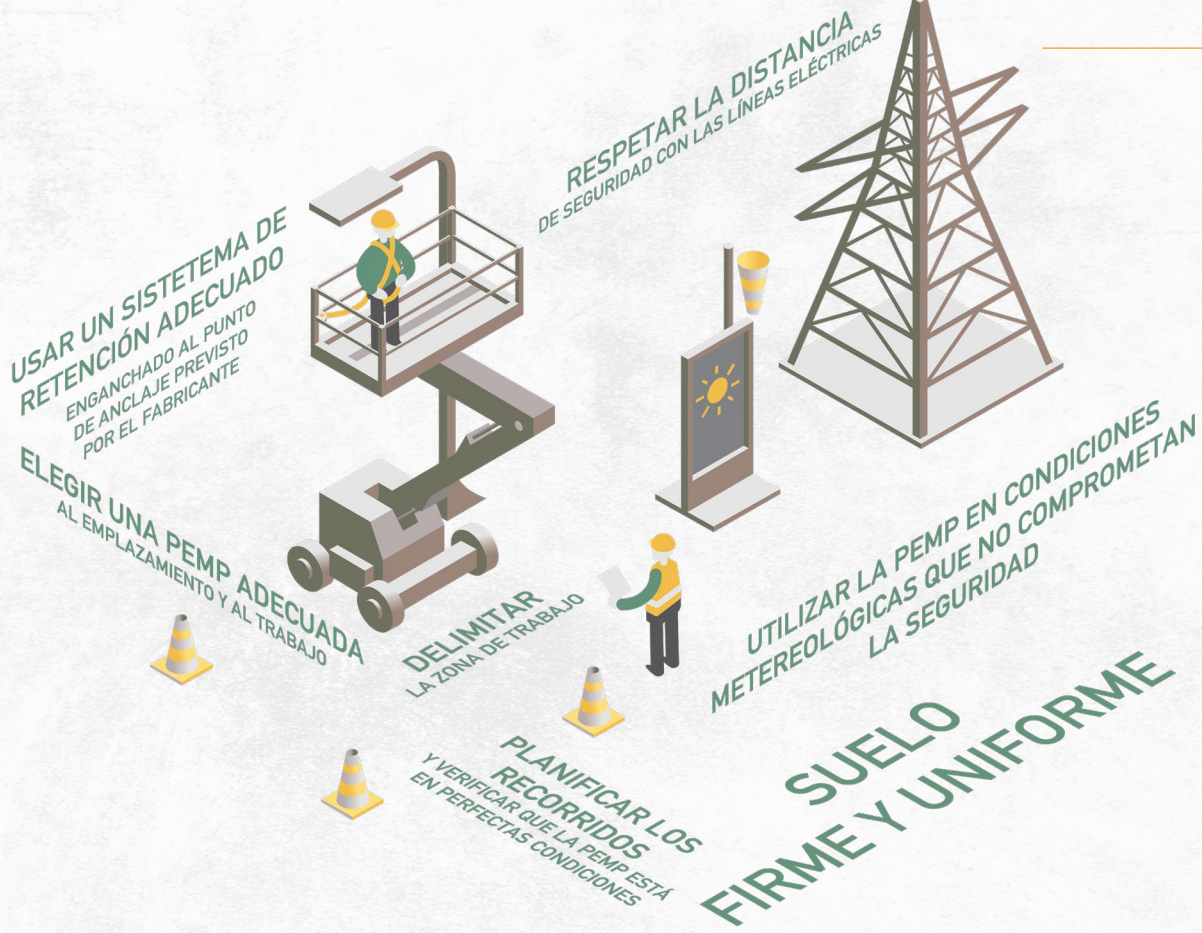 RESPETAR LA DISTANCIA
DE SEGURIDAD CON LAS LÍNEAS ELÉCTRICAS
USAR UN SISTETEMA DE
RETENCIÓN ADECUADO
ENGANCHADO AL PUNTO
DE ANCLAJE PREVISTO
POR EL FABRICANTE
ELEGIR UNA PEMP ADECUADA
AL EMPLAZAMIENTO Y AL TRABAJO
DELIMITAR
LA ZONA DE TRABAJO
UTILIZAR LA PEMP EN CONDICIONES
METEREOLÓGICAS QUE NO COMPROMETAN
LA SEGURIDAD
PLANIFICAR LOS
RECORRIDOS
Y VERIFICAR QUE LA PEMP ESTÁ
EN PERFECTAS CONDICIONES
SUELO
FIRME Y UNIFORME